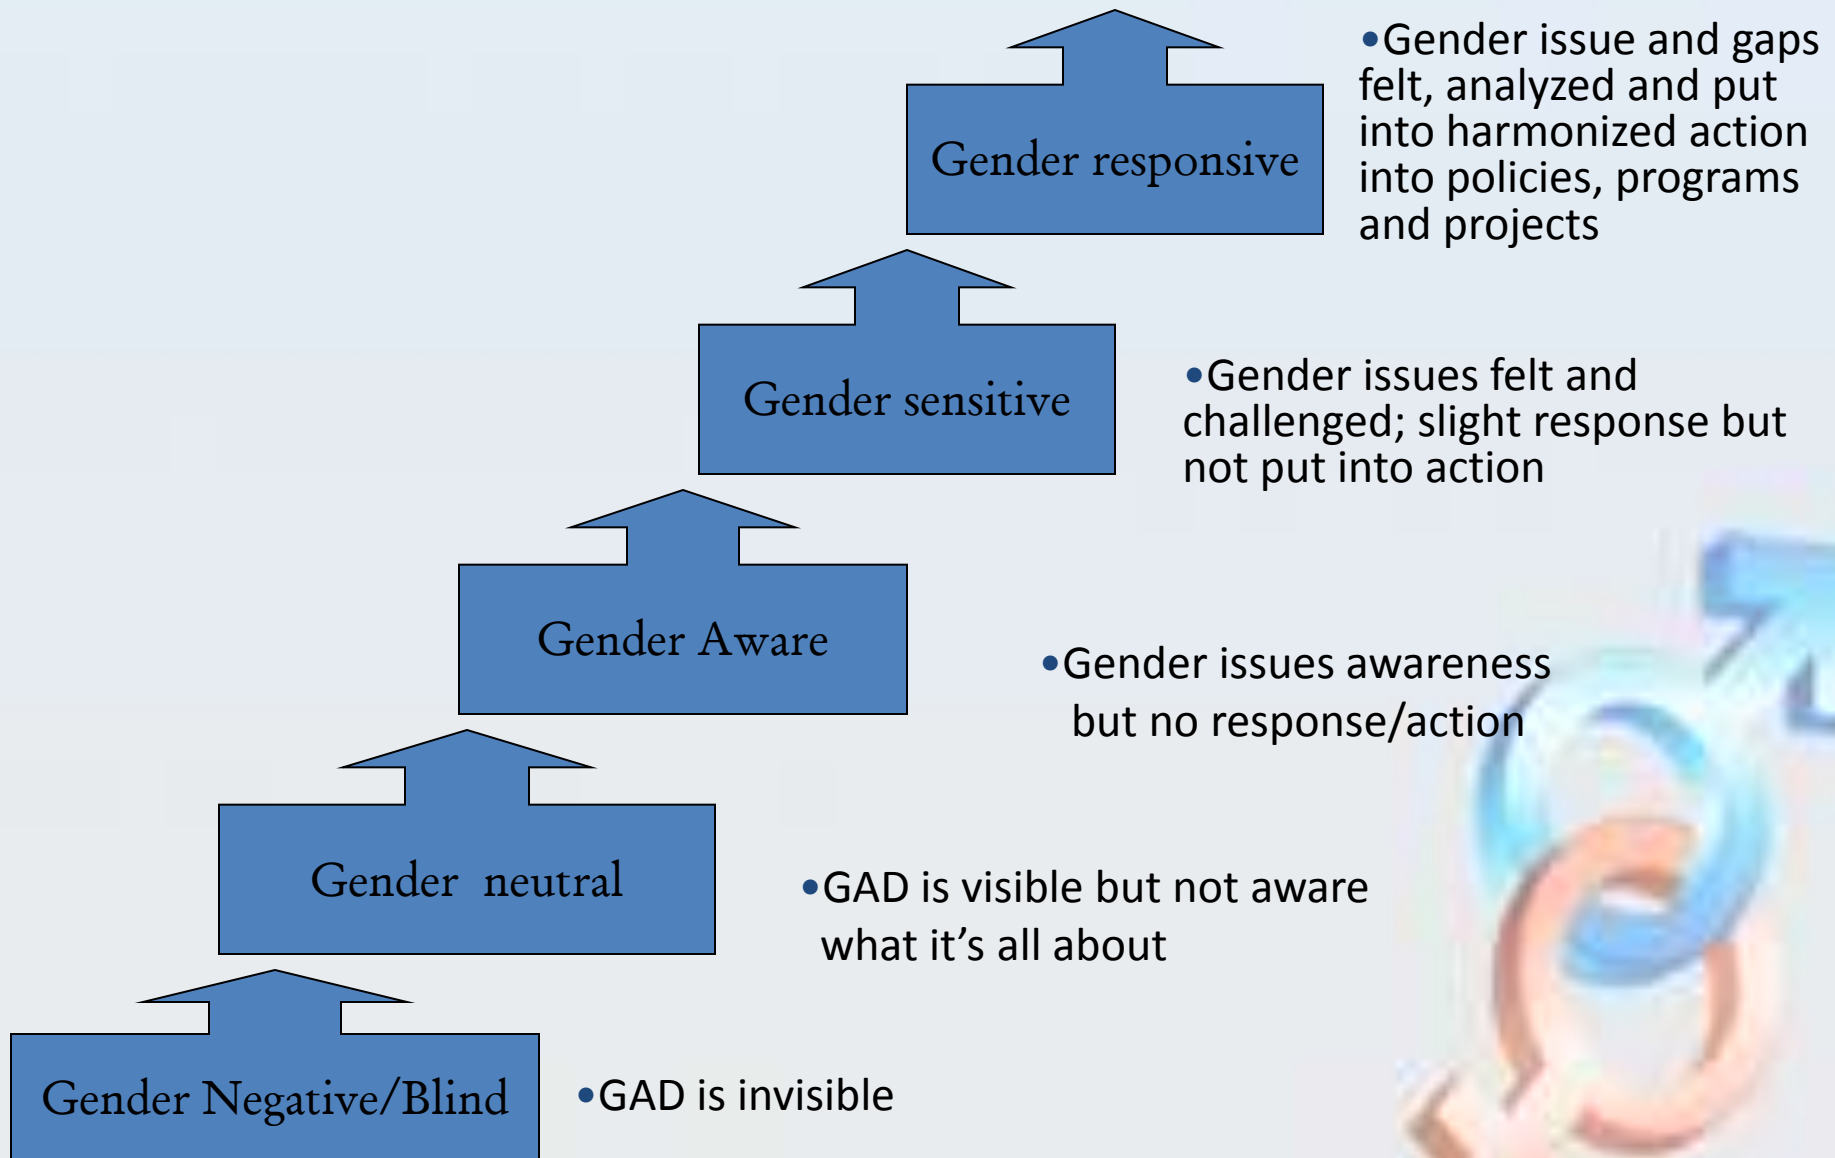 Gender responsive
•Gender issue and gaps
felt, analyzed and put
into harmonized action
into policies, programs
and projects
Gender sensitive
•Gender issues felt and
challenged; slight response but
not put into action
Gender Aware
•Gender issues awareness
but no response/action
Gender neutral
•GAD is visible but not aware
what it’s all about
Gender Negative/Blind
•GAD is invisible